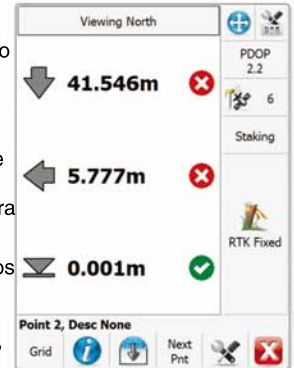 Viewing North
PDOP
2.2
41.546m
6
Staking
5.777m
RTK Fixed
0.001m
Point 2, Desc None
Grid
Next
Pnt